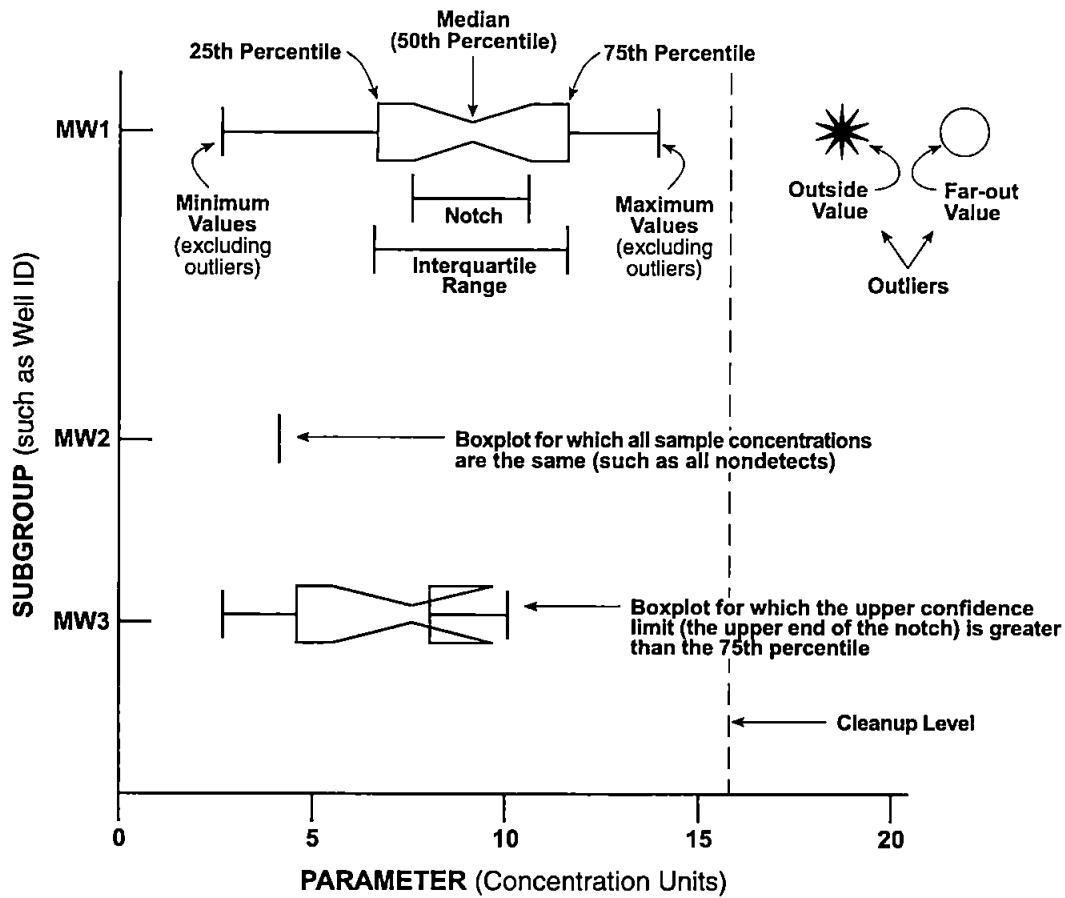 Median
(50th Percentile)
25th Percentile
75th Percentile
MW1
Minimum
Values
(excluding
outliers)
Notch
Interquartile
Range
Maximum
Values
(excluding
outliers)
Outside
Value
Far-out
Value
Outliers
SUBGROUP (such as Well ID)
MW2
Boxplot for which all sample concentrations
are the same (such as all nondetects)
MW3
Boxplot for which the upper confidence
limit (the upper end of the notch) is greater
than the 75th percentile
Cleanup Level
0
5
10
15
20
PARAMETER (Concentration Units)